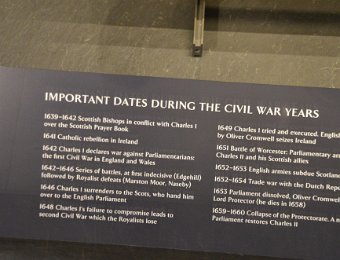 IMPORTANT DATES DURING THE CIVIL WAR YEARS
1639–1642 Scottish Bishops in conflict with Charles I
over the Scottish Prayer Book
1641 Catholic rebellion in Ireland
1642 Charles I declares war against Parliamentarians:
the first Civil War in England and Wales
1642–1646 Series of battles, at first indecisive (Edgehill)
followed by Royalist defeats (Marston Moor, Naseby)
1646 Charles I surrenders to the Scots, who hand him
over to the English Parliament
1648 Charles I's failure to compromise leads to
second Civil War which the Royalists lose
1649 Charles I tried and executed. English
by Oliver Cromwell seizes Ireland
1651 Battle of Worcester: Parliamentary
Charles II and his Scottish allies
1652–1653 English armies subdue Scotland
1652–1654 Trade war with the Dutch
1653 Parliament dissolved, Oliver
Lord Protector (he dies in 1658)
1659–1660 Collapse of the Protectorate. A
Parliament restores Charles II